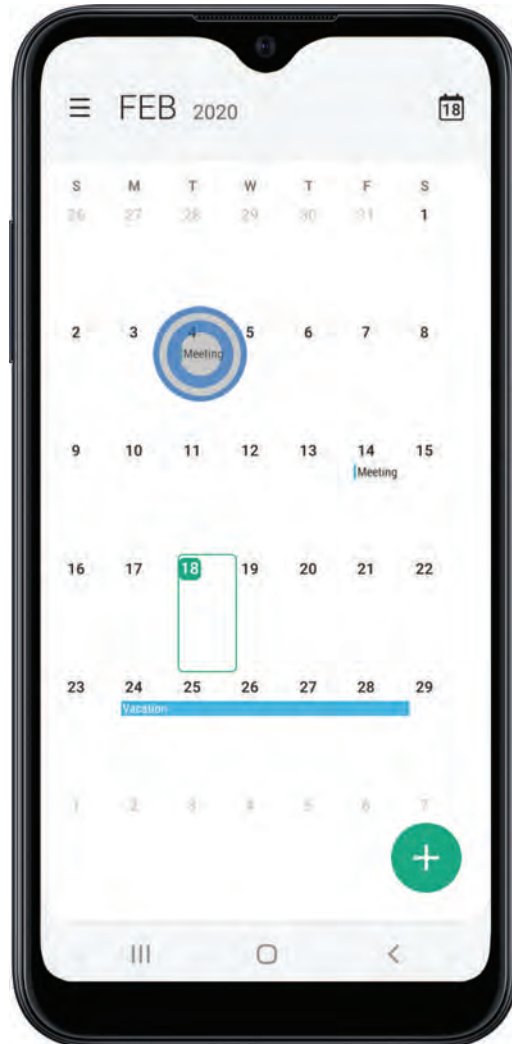 FEB 2020
18
S M T W T F S
26 27 28 29 30 31 1
2 3 4 5 6 7 8
Meeting
9 10 11 12 13 14 15
Meeting
16 17 18 19 20 21 22
23 24 25 26 27 28 29
Vacation
1 2 3 4 5 6 7